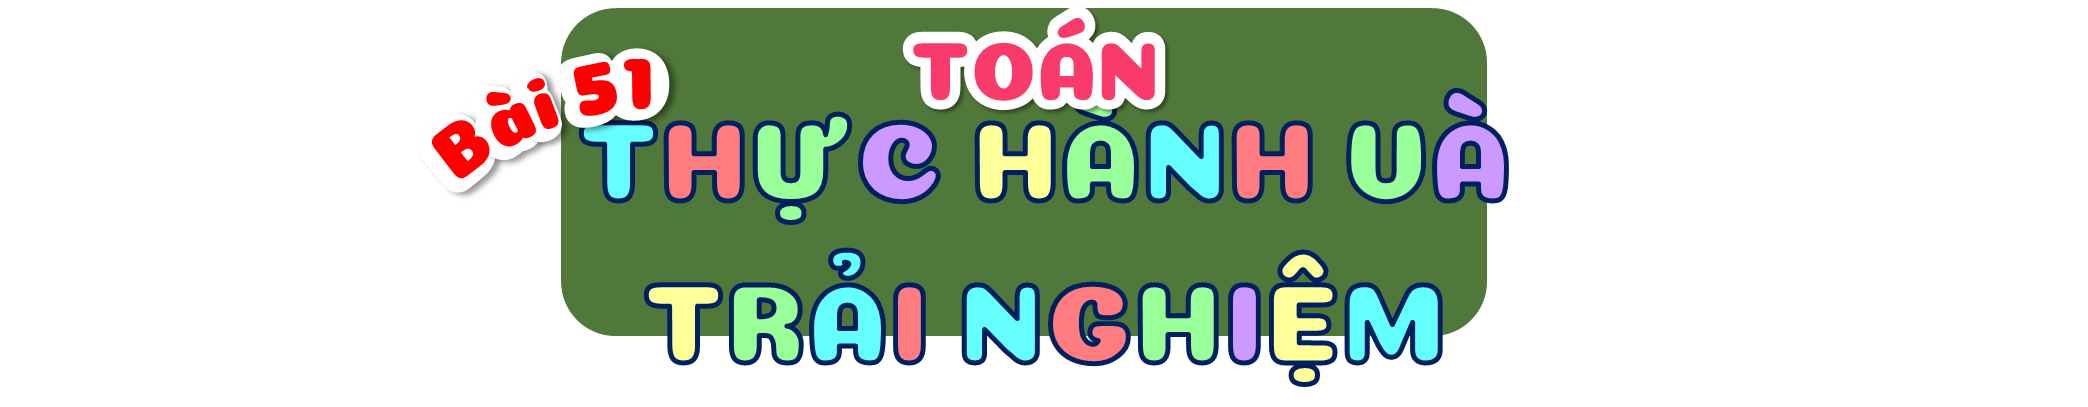 TOÁN
Bài 51
THỰC HÀNH VÀ
TRẢI NGHIỆM